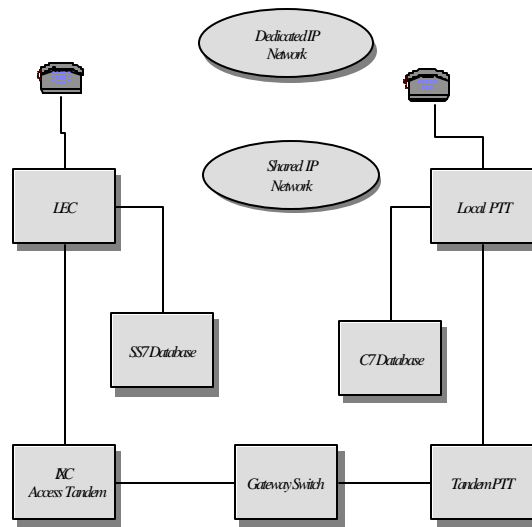 Dedicated IP
Network
Shared IP
Network
LEC
Local PTT
SS7 Database
C7 Database
IXC
Access Tandem
Gateway Switch
Tandem PTT